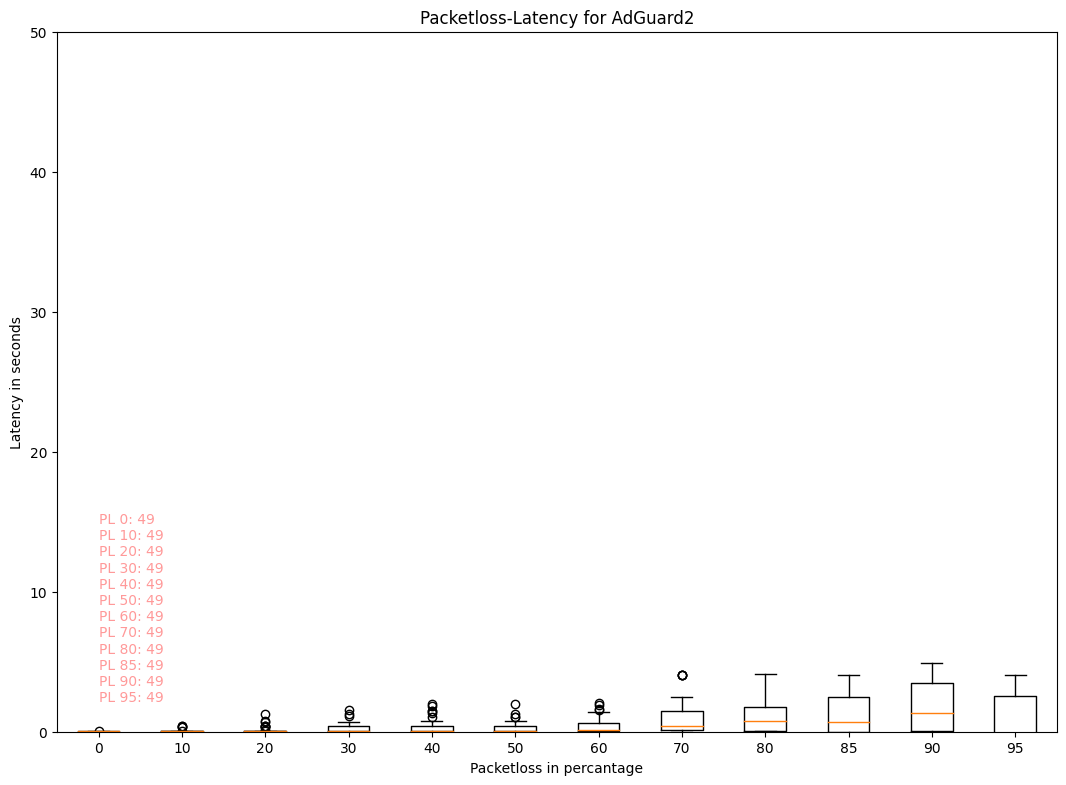 Packetloss-Latency for AdGuard2
50
40
30
20
10
0
Latency in seconds
PL 0: 49
PL 10: 49
PL 20: 49
PL 30: 49
PL 40: 49
PL 50: 49
PL 60: 49
PL 70: 49
PL 80: 49
PL 85: 49
PL 90: 49
PL 95: 49
0 10 20 30 40 50 60 70 80 85 90 95
Packetloss in percantage